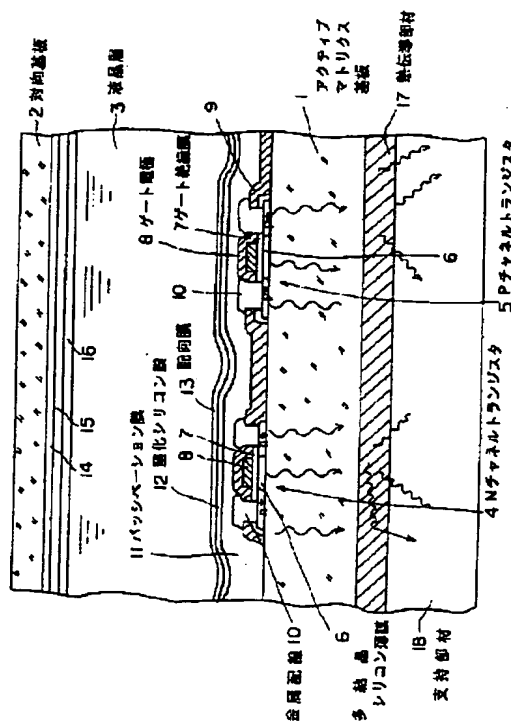 2 対向基板
3 液晶層
9
8 ゲート電極
7 ゲート絶縁膜
10
16
15
14
13 配向膜
12 酸化シリコン膜
11 パッシベーション膜
7
8
1
アクティブ
マトリクス
基板
17 熱伝導部材
6
5 Pチャネルトランジスタ
4 Nチャネルトランジスタ
金属配線 10
6
多結晶
シリコン薄膜
18
支持部材